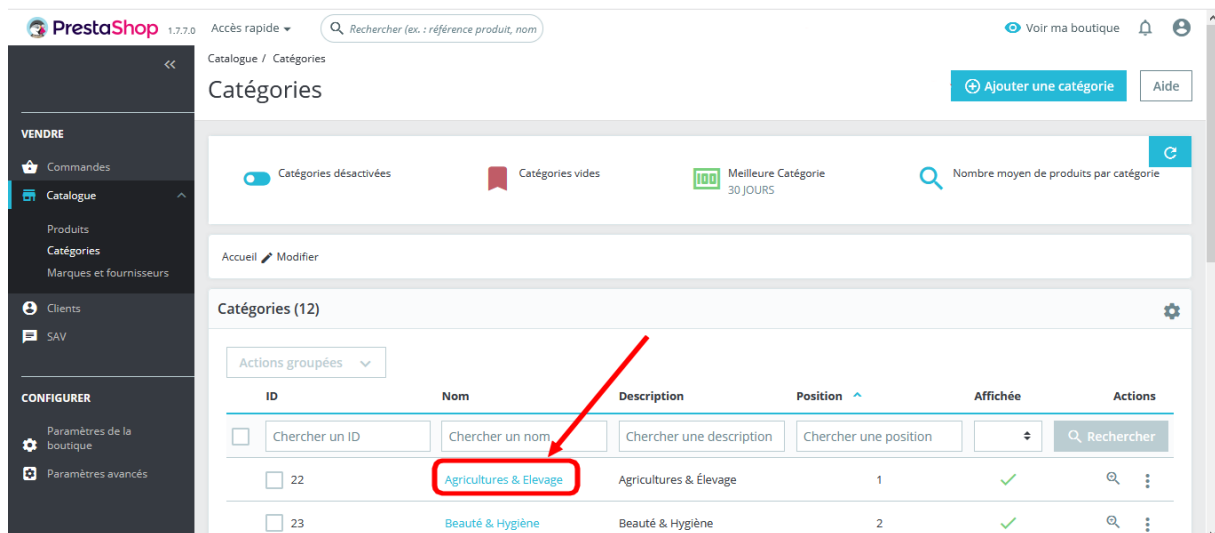 PrestaShop 1.7.7.0 Accès rapide Rechercher (ex. : référence produit, nom Voir ma boutique
Catalogue / Catégories
Catégories
Ajouter une catégorie Aide
VENDRE
Commandes
Catalogue
Produits
Catégories
Marques et fournisseurs
Clients
SAV
CONFIGURER
Paramètres de la
boutique
Paramètres avancés
Catégories désactivées
Catégories vides
Meilleure Catégorie
30 JOURS
Nombre moyen de produits par catégorie
Accueil Modifier
Catégories (12)
Actions groupées
ID Nom Description Position Affichée Actions
Chercher un ID Chercher un nom Chercher une description Chercher une position Rechercher
22 Agricultures & Elevage Agricultures & Élevage 1
23 Beauté & Hygiène Beauté & Hygiène 2